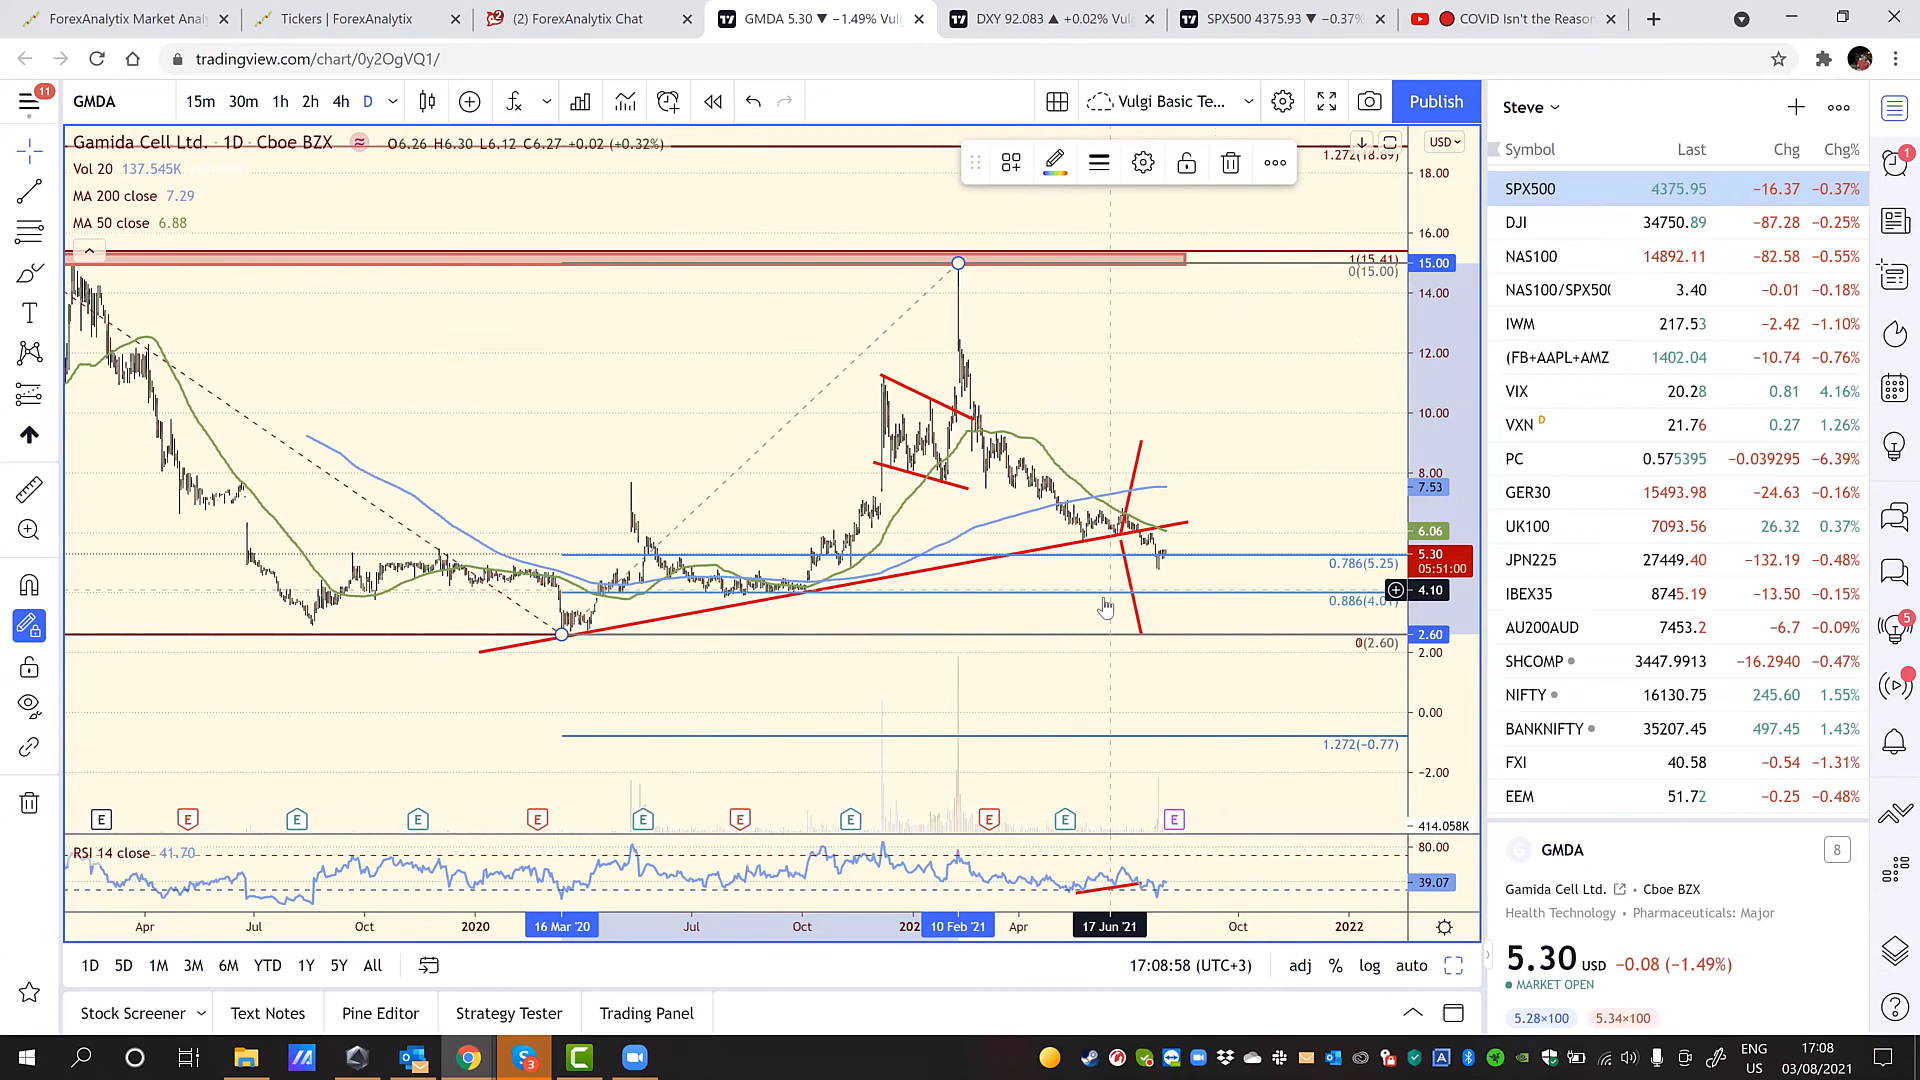 ForexAnalytix Market Anal
Tickers | ForexAnalytix
(2) ForexAnalytix Chat
GMDA 5.30 ▼ −1.49% Vul
DXY 92.083 ▲ +0.02% Vul
SPX500 4375.93 ▼ −0.37%
COVID Isn't the Reason
tradingview.com/chart/0y2OgVQ1/
11
GMDA
15m 30m 1h 2h 4h D
Vulgi Basic Te...
Publish
Gamida Cell Ltd. · 1D · Cboe BZX
O6.26 H6.30 L6.12 C6.27 +0.02 (+0.32%)
Vol 20 137.545K
MA 200 close 7.29
MA 50 close 6.88
USD
1.272(18.89)
18.00
16.00
1(15.41)
0(15.00)
15.00
14.00
12.00
10.00
8.00
7.53
6.06
5.30
05:51:00
0.786(5.25)
4.10
0.886(4.01)
2.60
0(2.60)
2.00
0.00
1.272(−0.77)
−2.00
E E E E E E E E E E E
414.058K
RSI 14 close 41.70
80.00
39.07
Apr Jul Oct 2020 16 Mar '20 Jul Oct 202 10 Feb '21 Apr 17 Jun '21 Oct 2022
1D 5D 1M 3M 6M YTD 1Y 5Y All
17:08:58 (UTC+3) adj % log auto
Stock Screener Text Notes Pine Editor Strategy Tester Trading Panel
Steve
Symbol Last Chg Chg%
SPX500 4375.95 −16.37 −0.37%
DJI 34750.89 −87.28 −0.25%
NAS100 14892.11 −82.58 −0.55%
NAS100/SPX500 3.40 −0.01 −0.18%
IWM 217.53 −2.42 −1.10%
(FB+AAPL+AMZ 1402.04 −10.74 −0.76%
VIX 20.28 0.81 4.16%
VXN D 21.76 0.27 1.26%
PC 0.575395 −0.039295 −6.39%
GER30 15493.98 −24.63 −0.16%
UK100 7093.56 26.32 0.37%
JPN225 27449.40 −132.19 −0.48%
IBEX35 8745.19 −13.50 −0.15%
AU200AUD 7453.2 −6.7 −0.09%
SHCOMP 3447.9913 −16.2940 −0.47%
NIFTY 16130.75 245.60 1.55%
BANKNIFTY 35207.45 497.45 1.43%
FXI 40.58 −0.54 −1.31%
EEM 51.72 −0.25 −0.48%
GMDA
8
Gamida Cell Ltd. • Cboe BZX
Health Technology • Pharmaceuticals: Major
5.30 USD −0.08 (−1.49%)
MARKET OPEN
5.28×100 5.34×100
1
5
3
ENG
US
17:08
03/08/2021